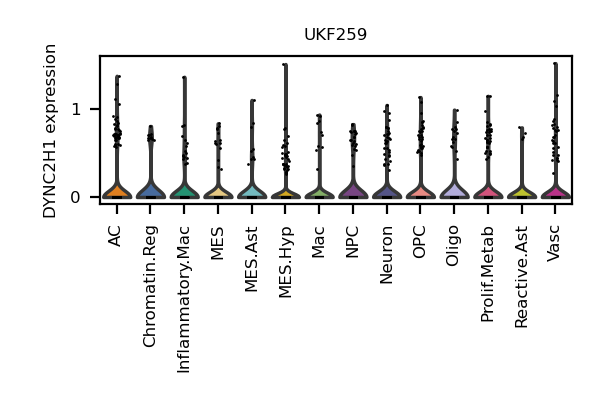 UKF259
DYNC2H1 expression
1
0
AC
Chromatin.Reg
Inflammatory.Mac
MES
MES.Ast
MES.Hyp
Mac
NPC
Neuron
OPC
Oligo
Prolif.Metab
Reactive.Ast
Vasc